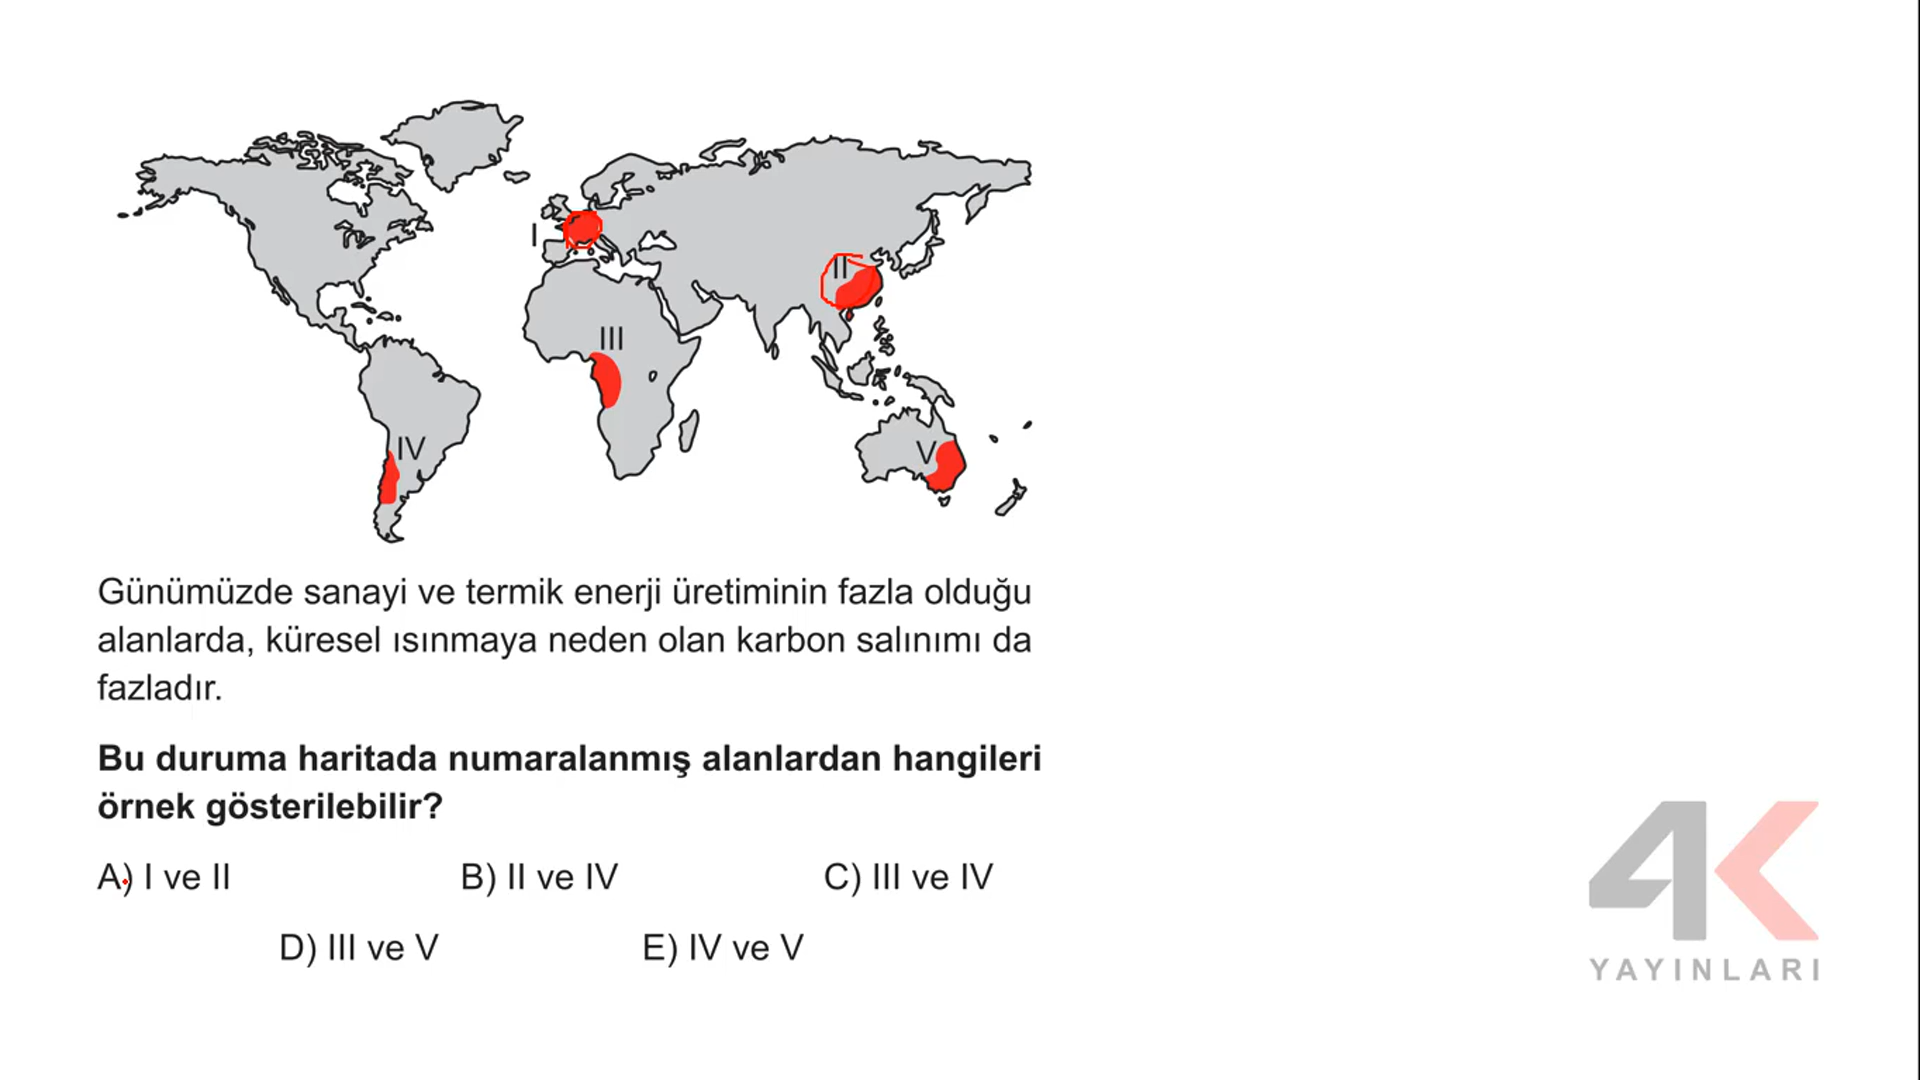 I
II
III
IV
V
Günümüzde sanayi ve termik enerji üretiminin fazla olduğu
alanlarda, küresel ısınmaya neden olan karbon salınımı da
fazladır.
Bu duruma haritada numaralanmış alanlardan hangileri
örnek gösterilebilir?
A) I ve II B) II ve IV C) III ve IV
D) III ve V E) IV ve V
4K
YAYINLARI